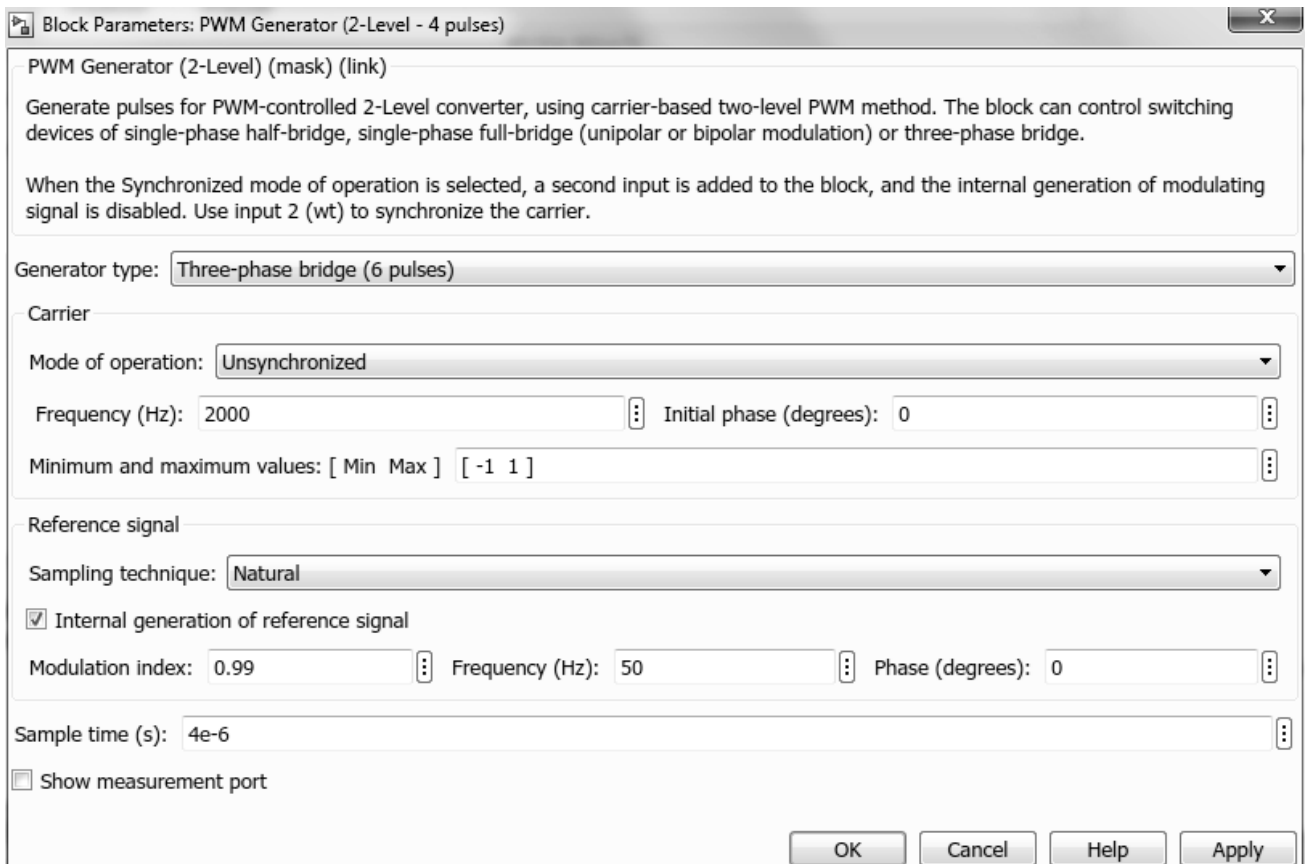 Block Parameters: PWM Generator (2-Level - 4 pulses)
x
PWM Generator (2-Level) (mask) (link)
Generate pulses for PWM-controlled 2-Level converter, using carrier-based two-level PWM method. The block can control switching
devices of single-phase half-bridge, single-phase full-bridge (unipolar or bipolar modulation) or three-phase bridge.
When the Synchronized mode of operation is selected, a second input is added to the block, and the internal generation of modulating
signal is disabled. Use input 2 (wt) to synchronize the carrier.
Generator type: Three-phase bridge (6 pulses)
Carrier
Mode of operation: Unsynchronized
Frequency (Hz): 2000 Initial phase (degrees): 0
Minimum and maximum values: [ Min Max ] [ -1 1 ]
Reference signal
Sampling technique: Natural
Internal generation of reference signal
Modulation index: 0.99 Frequency (Hz): 50 Phase (degrees): 0
Sample time (s): 4e-6
Show measurement port
OK Cancel Help Apply